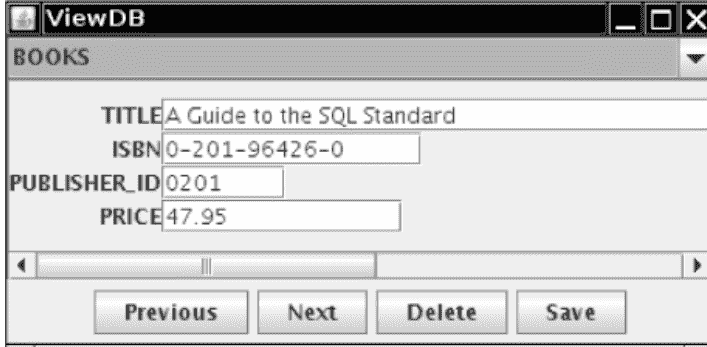 ViewDB
BOOKS
TITLE A Guide to the SQL Standard
ISBN 0-201-96426-0
PUBLISHER_ID 0201
PRICE 47.95
Previous Next Delete Save